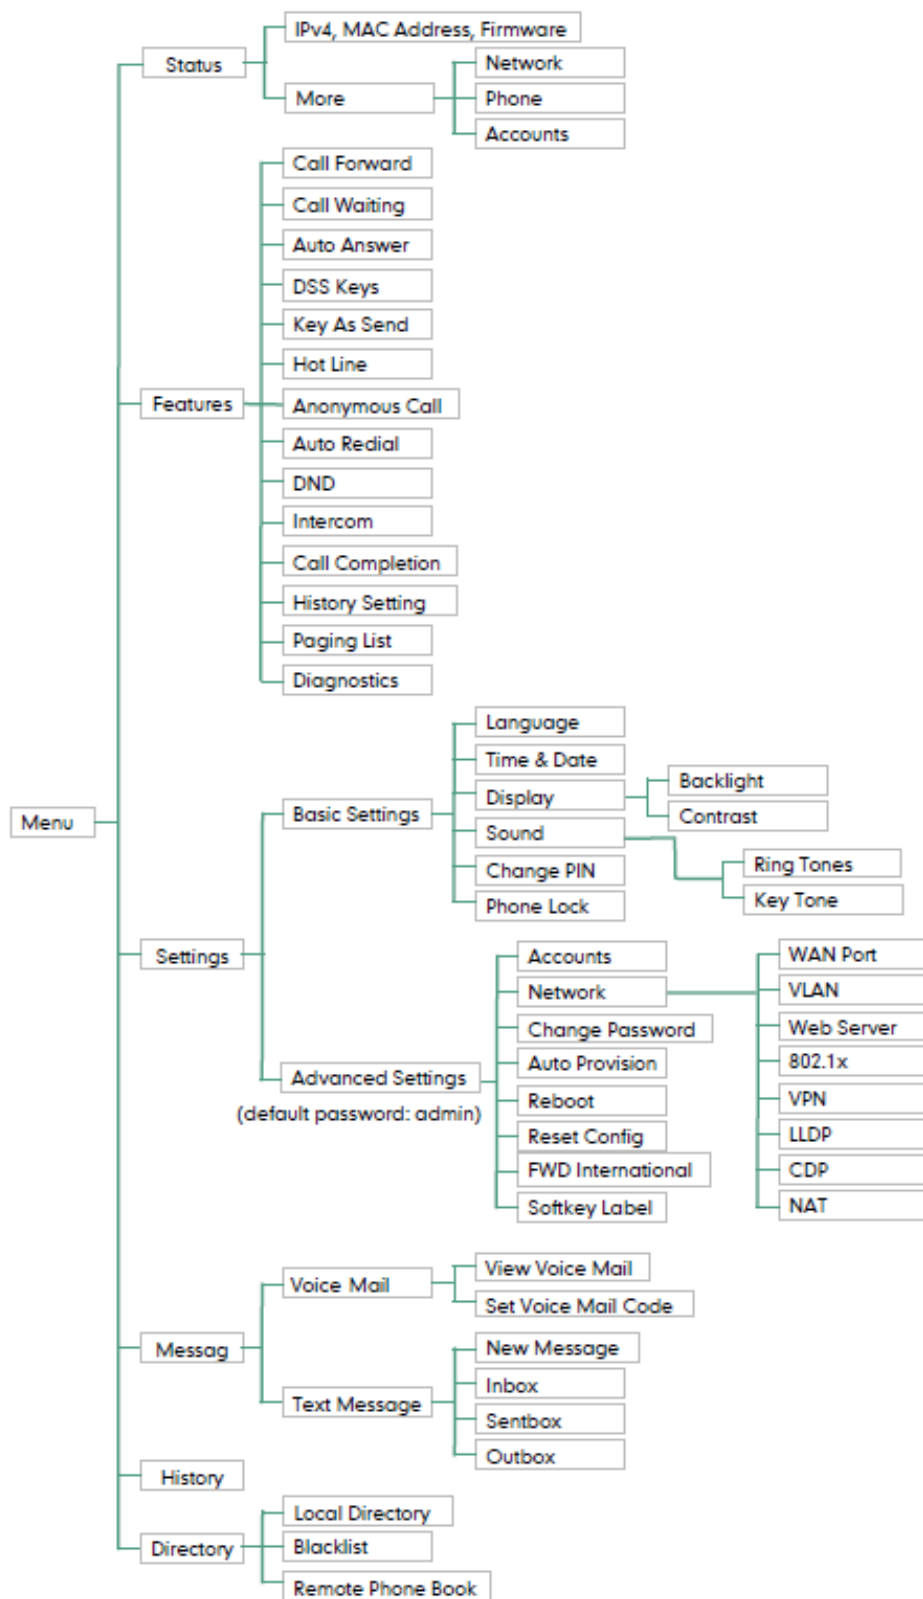 IPv4, MAC Address, Firmware
Status
Network
More
Phone
Accounts
Call Forward
Call Waiting
Auto Answer
DSS Keys
Key As Send
Hot Line
Features
Anonymous Call
Auto Redial
DND
Intercom
Call Completion
History Setting
Paging List
Diagnostics
Language
Time & Date
Backlight
Display
Menu
Basic Settings
Contrast
Sound
Ring Tones
Change PIN
Key Tone
Phone Lock
Settings
Accounts
WAN Port
Network
VLAN
Change Password
Web Server
Auto Provision
802.1x
Advanced Settings
(default password: admin)
Reboot
VPN
Reset Config
LLDP
FWD International
CDP
Softkey Label
NAT
View Voice Mail
Voice Mail
Set Voice Mail Code
Messag
New Message
Inbox
Text Message
Sentbox
Outbox
History
Local Directory
Directory
Blacklist
Remote Phone Book